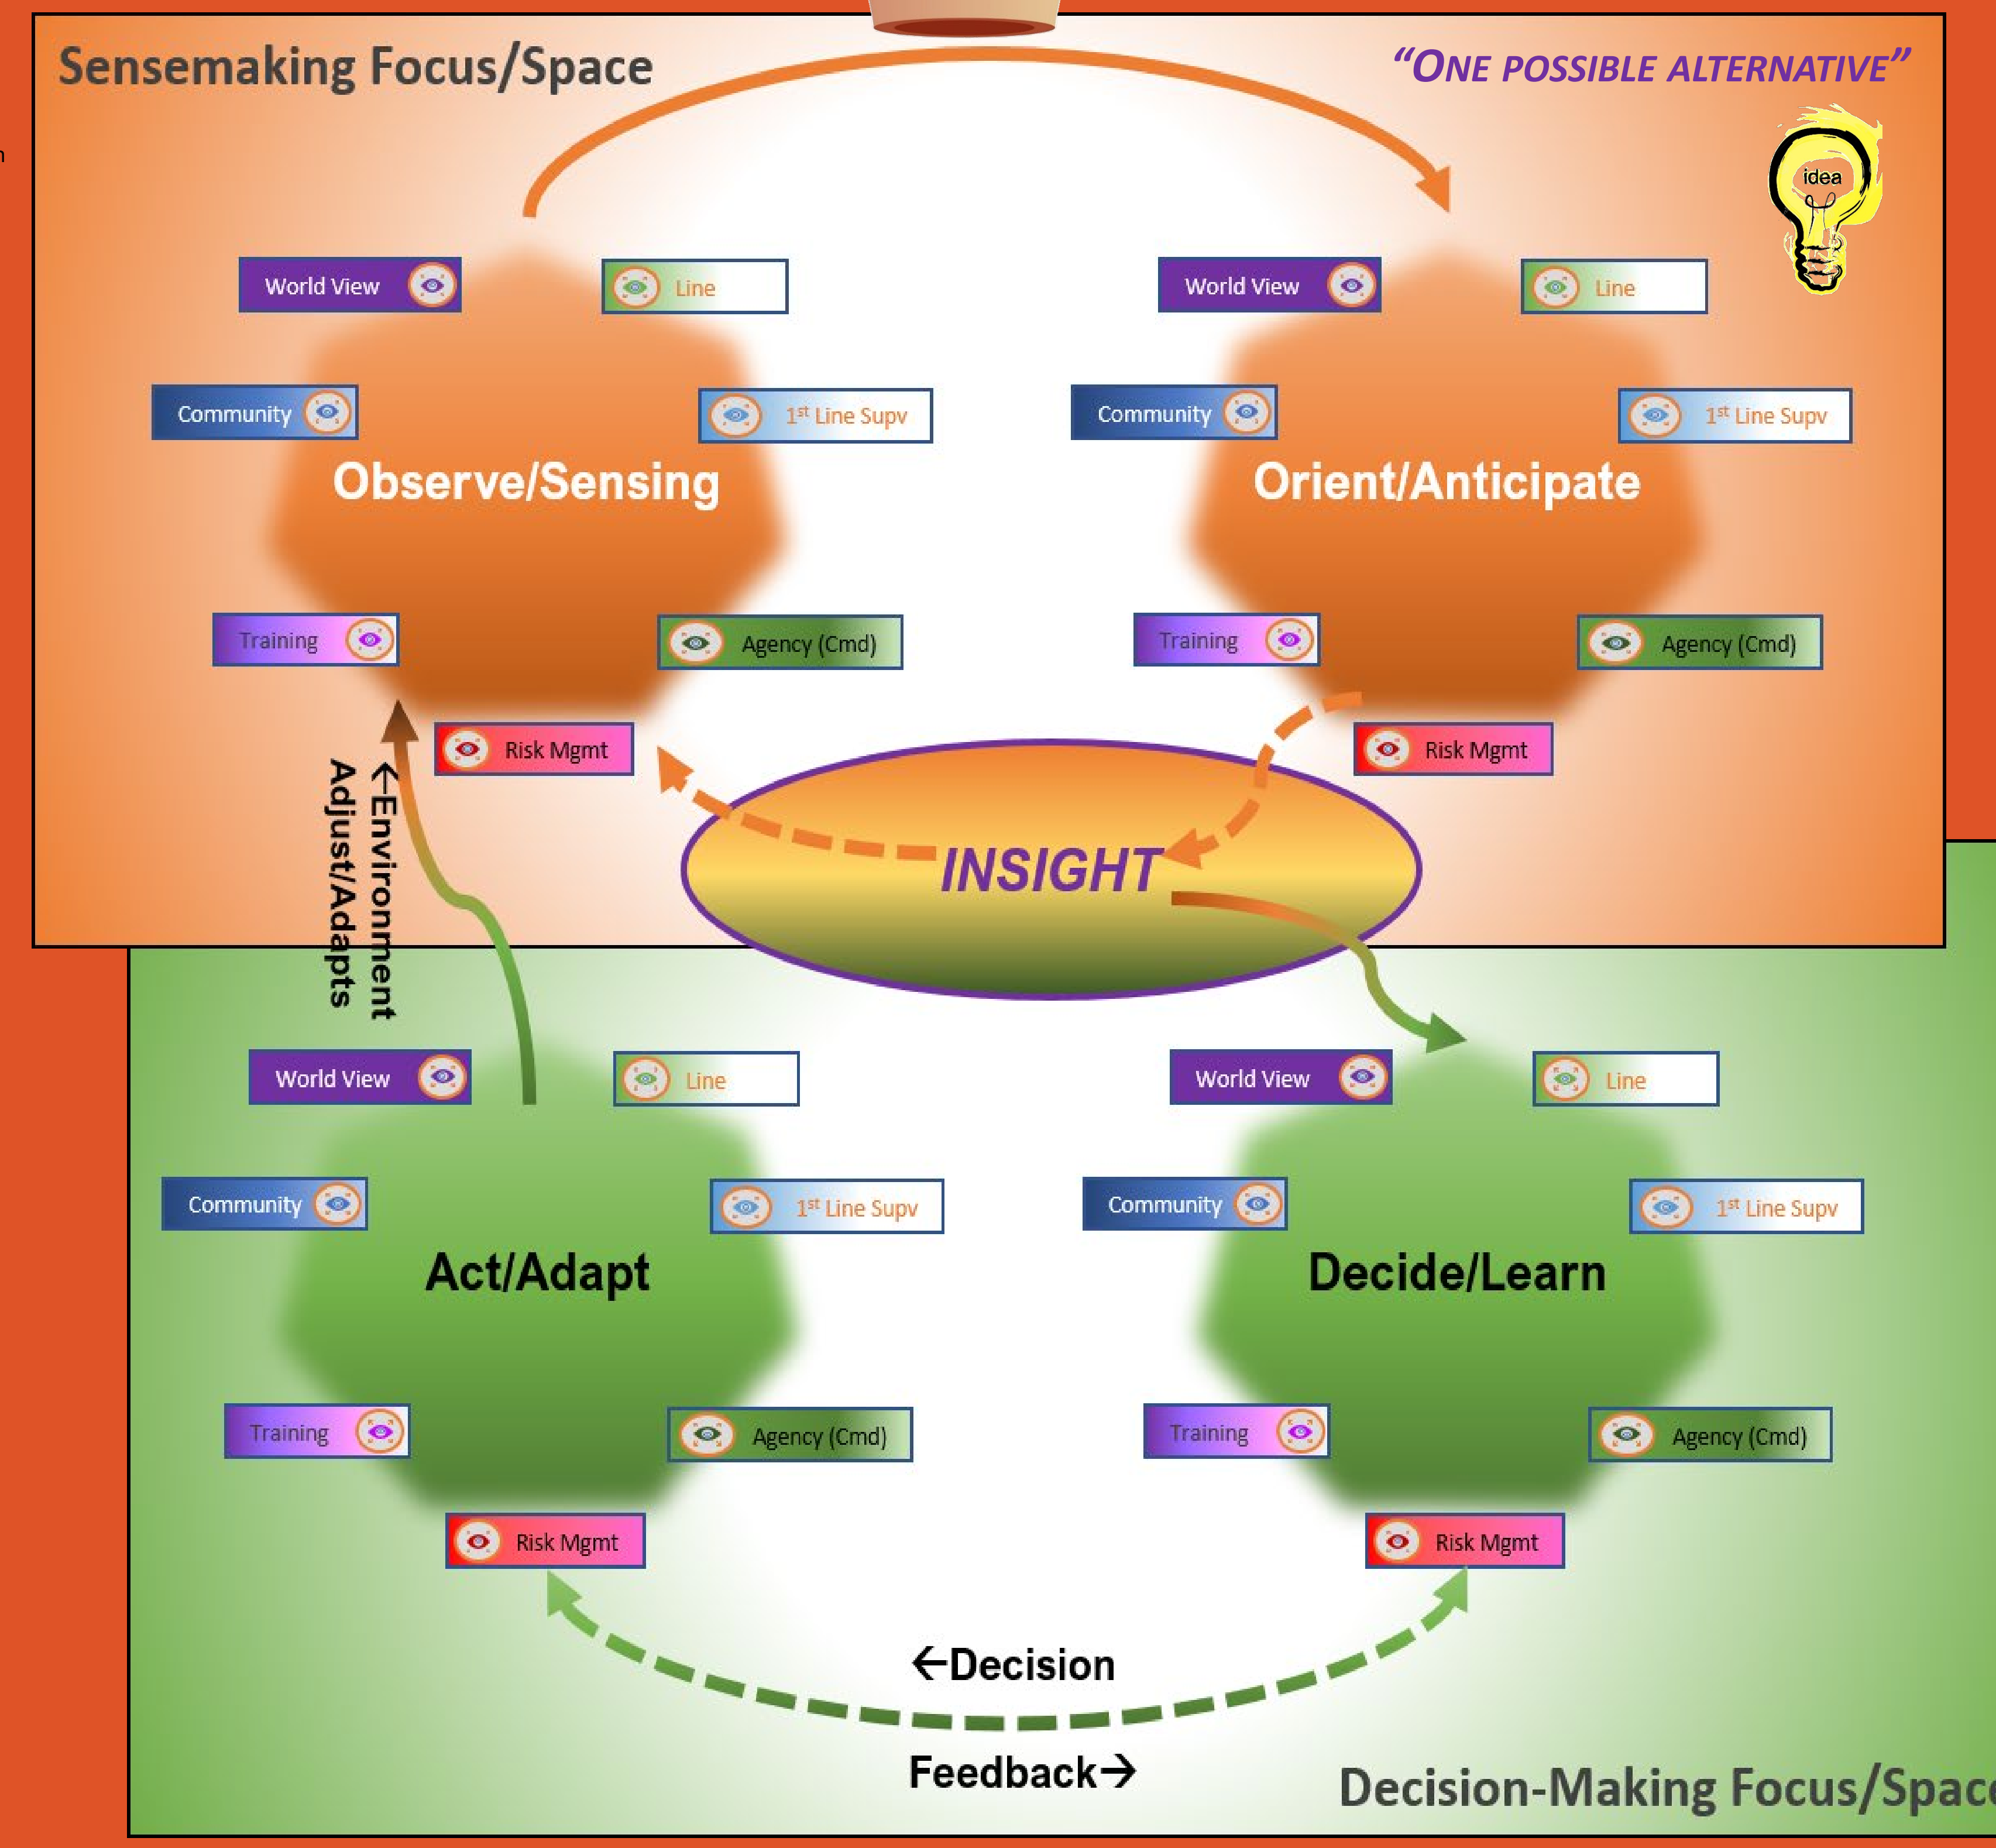 Sensemaking Focus/Space
“ONE POSSIBLE ALTERNATIVE”
n
idea
World View
Line
Community
1st Line Supv
Observe/Sensing
Training
Agency (Cmd)
Risk Mgmt
World View
Line
Community
1st Line Supv
Orient/Anticipate
Training
Agency (Cmd)
Risk Mgmt
←Environment
Adjust/Adapts
INSIGHT
World View
Line
Community
1st Line Supv
Act/Adapt
Training
Agency (Cmd)
Risk Mgmt
World View
Line
Community
1st Line Supv
Decide/Learn
Training
Agency (Cmd)
Risk Mgmt
←Decision
Feedback→
Decision-Making Focus/Space